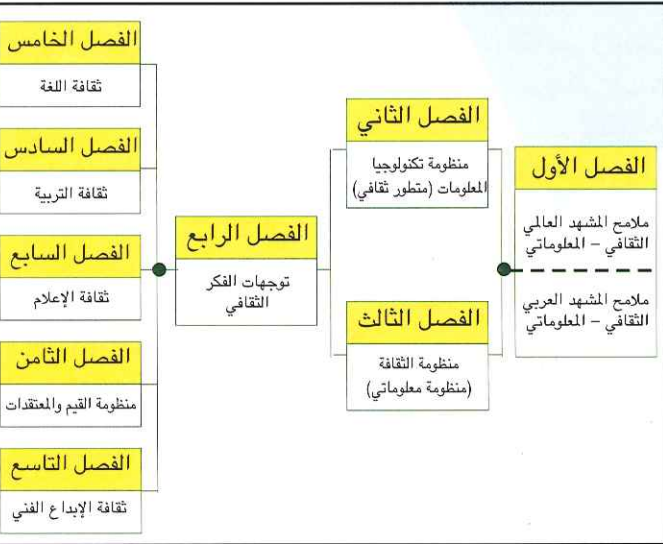 الفصل الأول
ملامح المشهد العالمي
الثقافي – المعلوماتي
ملامح المشهد العربي
الثقافي – المعلوماتي
الفصل الثاني
منظومة تكنولوجيا
المعلومات (متطور ثقافي)
الفصل الثالث
منظومة الثقافة
(منظومة معلوماتي)
الفصل الرابع
توجهات الفكر
الثقافي
الفصل الخامس
ثقافة اللغة
الفصل السادس
ثقافة التربية
الفصل السابع
ثقافة الإعلام
الفصل الثامن
منظومة القيم والمعتقدات
الفصل التاسع
ثقافة الإبداع الفني